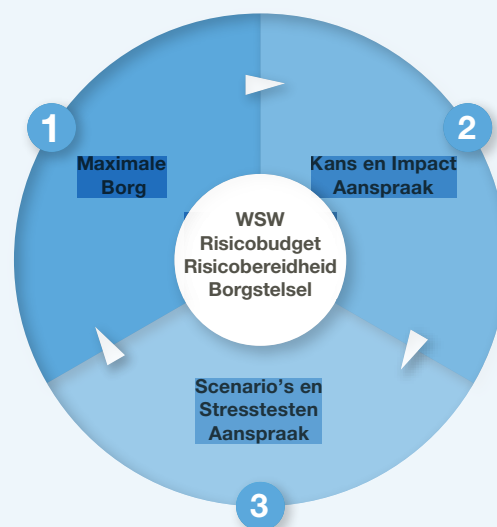 1
Maximale
Borg
2
Kans en Impact
Aanspraak
WSW
Risicobudget
Risicobereidheid
Borgstelsel
Scenario's en
Stresstesten
Aanspraak
3